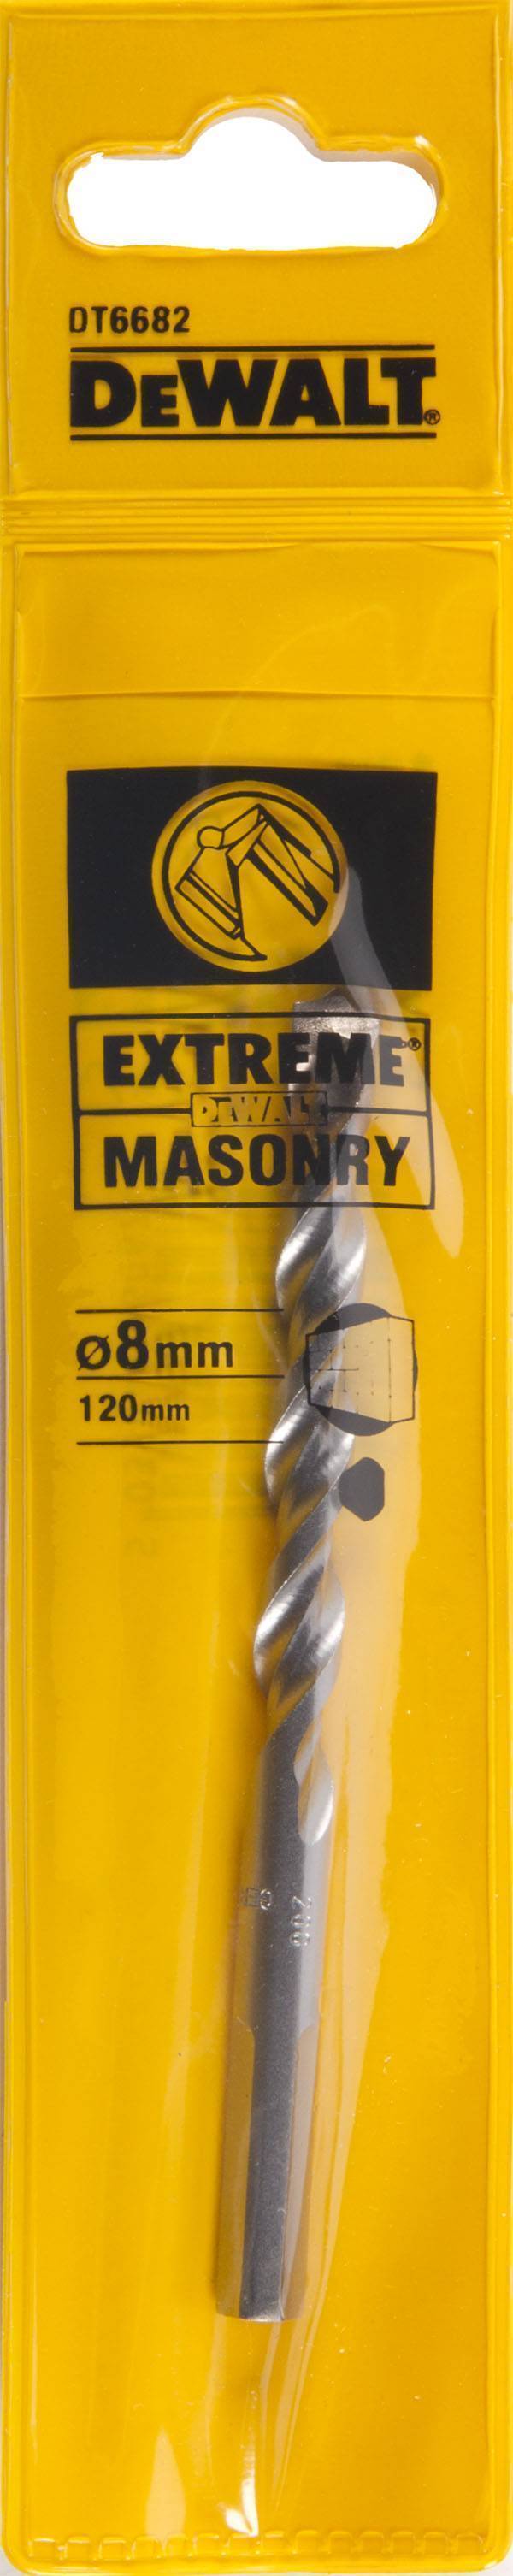 DT6682
DEWALT®
EXTREME®
DEWALT
MASONRY
Ø8mm
120mm